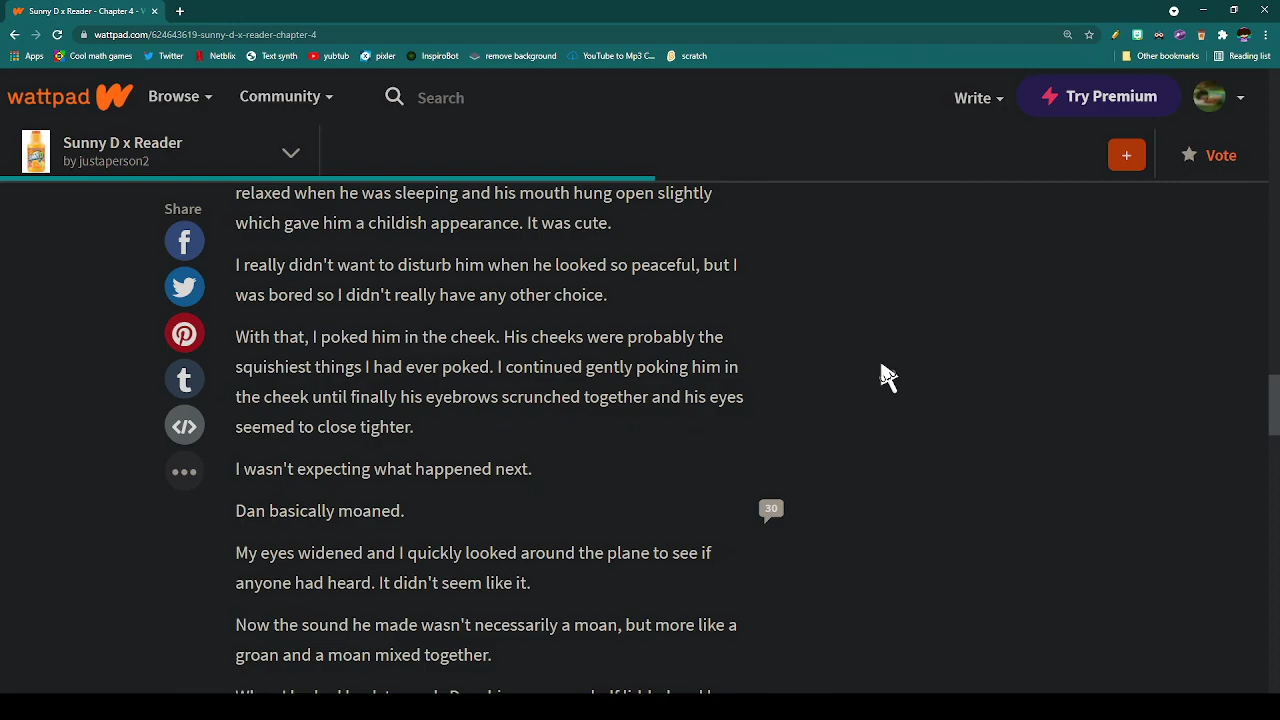 Sunny D x Reader - Chapter 4 -
wattpad.com/624643619-sunny-d-x-reader-chapter-4
Apps
Cool math games
Twitter
Netblix
Text synth
yubtub
pixler
InspiroBot
remove background
YouTube to Mp3 C...
scratch
Other bookmarks
Reading list
wattpad
Browse
Community
Search
Write
Try Premium
Sunny D x Reader
by justaperson2
+
Vote
Share
relaxed when he was sleeping and his mouth hung open slightly
which gave him a childish appearance. It was cute.
I really didn't want to disturb him when he looked so peaceful, but I
was bored so I didn't really have any other choice.
With that, I poked him in the cheek. His cheeks were probably the
squishiest things I had ever poked. I continued gently poking him in
the cheek until finally his eyebrows scrunched together and his eyes
seemed to close tighter.
I wasn't expecting what happened next.
Dan basically moaned.
30
My eyes widened and I quickly looked around the plane to see if
anyone had heard. It didn't seem like it.
Now the sound he made wasn't necessarily a moan, but more like a
groan and a moan mixed together.